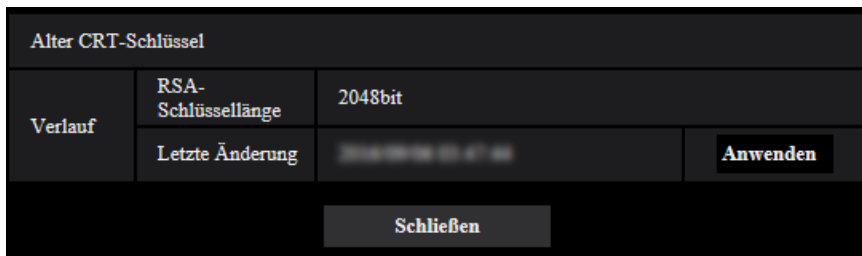 Alter CRT-Schlüssel
Verlauf
RSA-
Schlüssellänge
2048bit
Letzte Änderung
Anwenden
Schließen